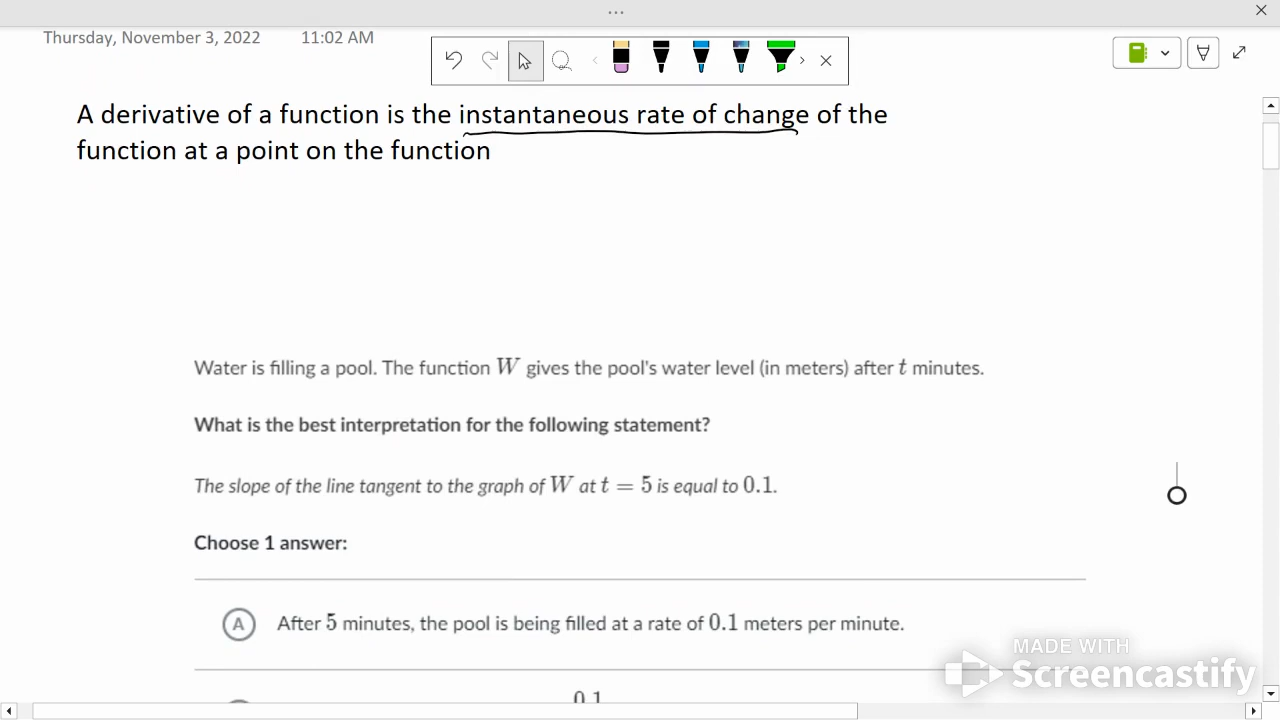 Thursday, November 3, 2022 11:02 AM
A derivative of a function is the instantaneous rate of change of the
function at a point on the function
Water is filling a pool. The function W gives the pool's water level (in meters) after t minutes.
What is the best interpretation for the following statement?
The slope of the line tangent to the graph of W at t = 5 is equal to 0.1.
Choose 1 answer:
A After 5 minutes, the pool is being filled at a rate of 0.1 meters per minute.
0.1
MADE WITH
Screencastify